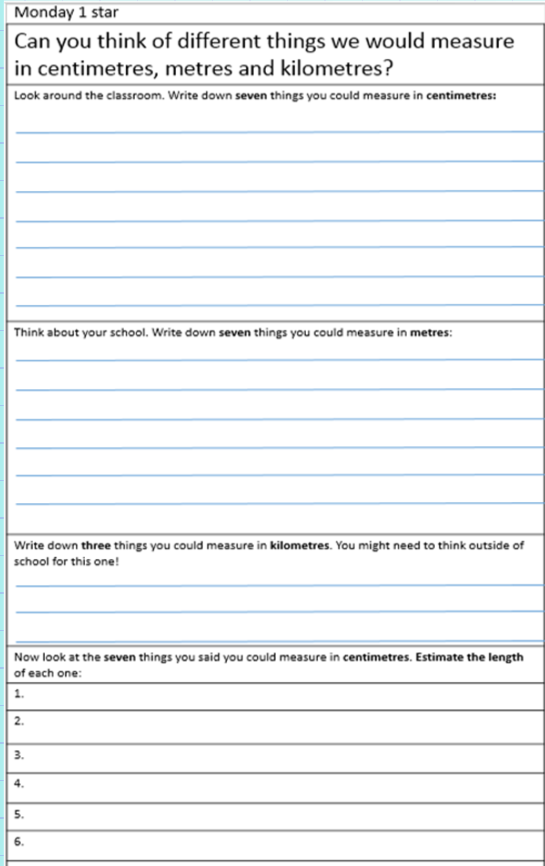 Monday 1 star
Can you think of different things we would measure
in centimetres, metres and kilometres?
Look around the classroom. Write down seven things you could measure in centimetres:
Think about your school. Write down seven things you could measure in metres:
Write down three things you could measure in kilometres. You might need to think outside of
school for this one!
Now look at the seven things you said you could measure in centimetres. Estimate the length
of each one:
1.
2.
3.
4.
5.
6.